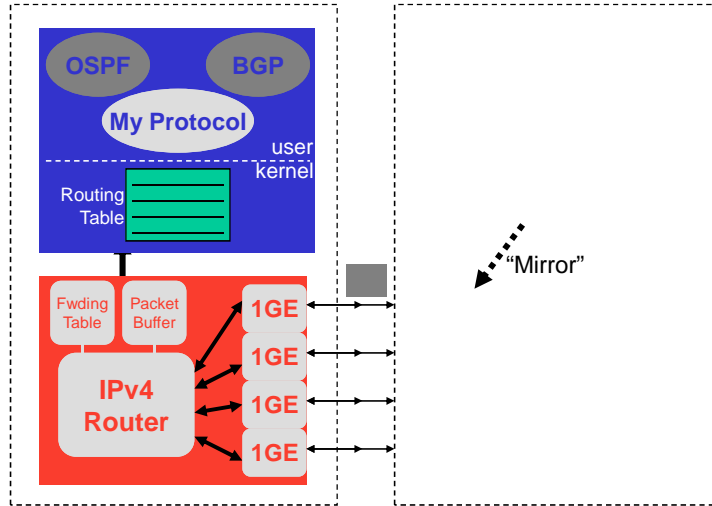 OSPF
BGP
My Protocol
user
kernel
Routing
Table
“Mirror”
Fwding
Table
Packet
Buffer
1GE
1GE
1GE
1GE
IPv4
Router